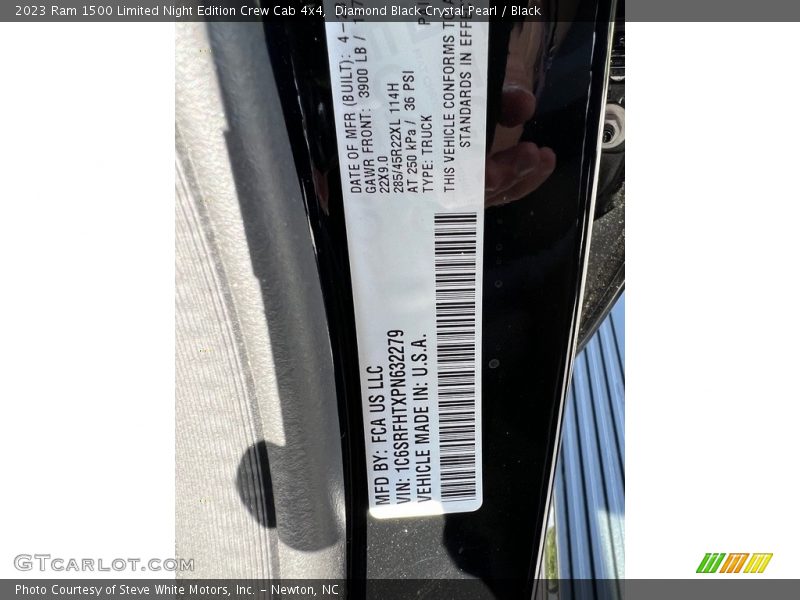 2023 Ram 1500 Limited Night Edition Crew Cab 4x4, Diamond Black Crystal Pearl / Black
DATE OF MFR (BUILT):
GAWR FRONT: 3900 LB /
22X9.0
285/45R22XL 114H
AT 250 kPa / 36 PSI
TYPE: TRUCK
THIS VEHICLE CONFORMS
STANDARDS IN
MFD BY: FCA US LLC
VIN: 1C6SRFHTXPN632279
VEHICLE MADE IN: U.S.A.
GTCarLot.com
Photo Courtesy of Steve White Motors, Inc. – Newton, NC